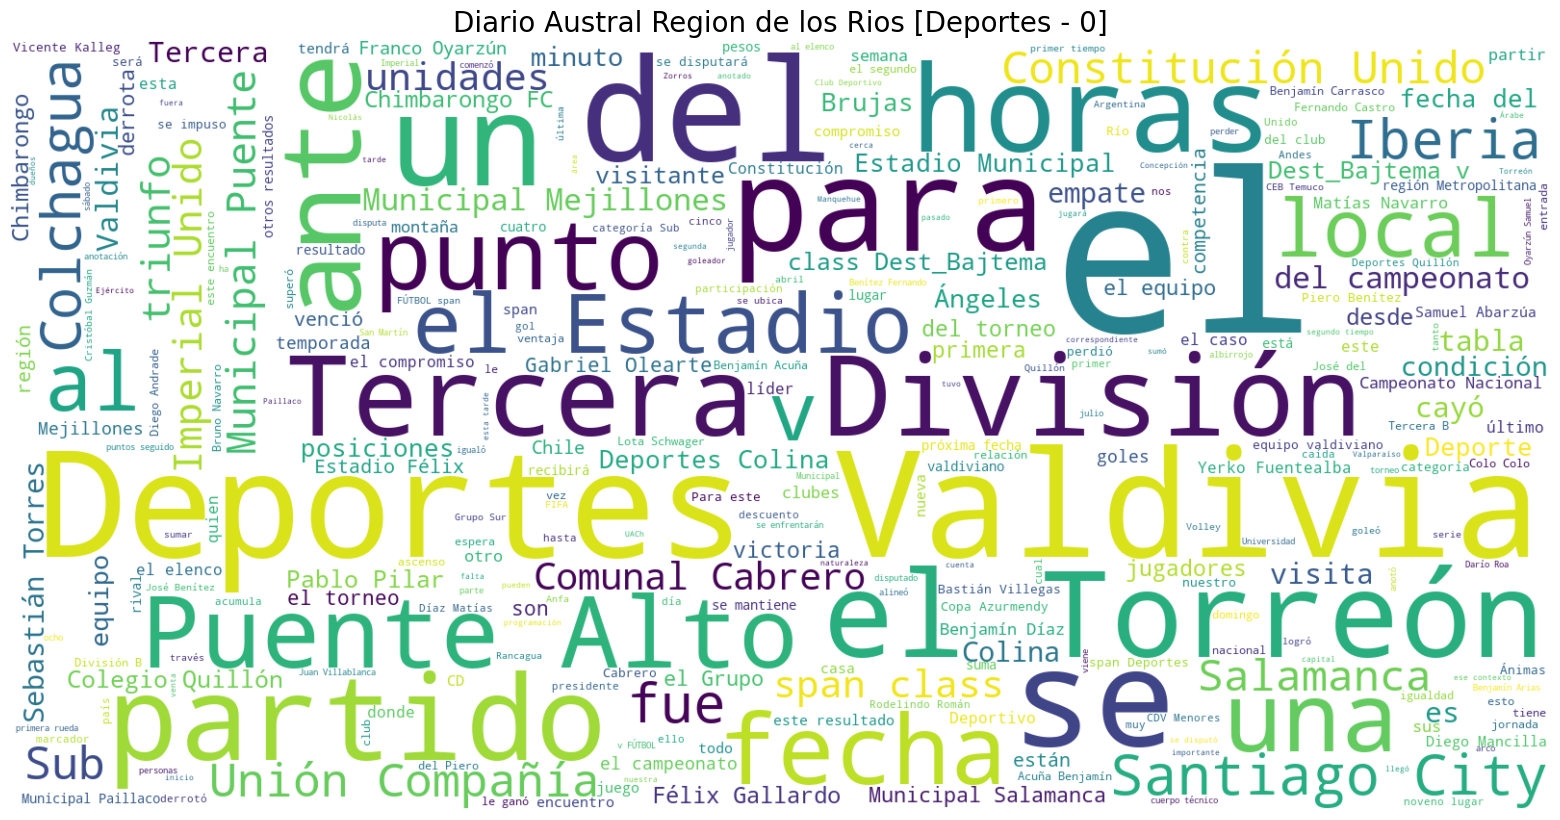 Diario Austral Region de los Rios [Deportes - 0]
Vicente Kalleg
Tercera
tendrá
Franco Oyarzún
minuto
pesos
al elenco
semana
primer tiempo
partir
será
esta
unidades
Imperial
comenzó
se disputará
Zorros
anotado
el segundo
Club Deportivo
Constitución Unido
Benjamín Carrasco
fecha del
Colchagua
derrota
fuera
ante
Chimbarongo FC
Nicolás
última
del
Brujas
horas
Argentina
Fernando Castro
Árabe
Chimbarongo
se impuso
otros resultados
un
compromiso
Río
Unido
del club
Iberia
perder
tarde
cerca
área
Constitución
Estadio Municipal
Concepción
Andes
Dest_Bajtema v
Torreón
dueños
sábado
Valdivia
triunfo
Municipal Puente
visitante
empate
nos
CEB Temuco
región Metropolitana
Municipal Mejillones
para
Manquehue
primero
el
competencia
Matías Navarro
entrada
disputa
montaña
cuatro
categoría Sub
cinco
jugador
pasado
jugará
local
Oyarzún Samuel
resultado
punto
segunda
goleador
class Dest_Bajtema
contra
Deportes Quillón
anotación
Imperial Unido
este encuentro
ha
superó
FÚTBOL span
participación
abril
Benítez Fernando
el equipo
del campeonato
Ejército
venció
span
se ubica
lugar
Ángeles
Piero Benítez
desde
Samuel Abarzúa
región
Cristóbal Guzmán
temporada
San Martín
gol
ventaja
el Estadio
del torneo
correspondiente
el caso
está
segundo tiempo
este
tanto
tabla
al
Diego Andrade
Bruno Navarro
el compromiso
le
Gabriel Olearte
Benjamín Acuña
primera
perdió
primer
sumó
albirrojo
José del
condición
Paillaco
Tercera División
líder
tuvo
Quillón
Campeonato Nacional
Mejillones
puntos seguido
esta tarde
v
julio
cayó
Tercera B
último
posiciones
igualó
Chile
Lota Schwager
próxima fecha
goles
equipo valdiviano
caída
Valparaíso
Deporte
Estadio Félix
recibirá
Deportes Colina
relación
valdiviano
Yerko Fuentealba
torneo
categoría
Colo Colo
Sebastián Torres
Deportes Valdivia
quien
sumar
vez
FIFA
Para este
Municipal
clubes
nueva
Grupo Sur
UACh
descuento
se enfrentarán
Volley
Universidad
goleó
serie
equipo
el elenco
espera
otro
hasta
victoria
naturaleza
cuenta
jugadores
visita
Darío Roa
rival
José Benítez
ascenso
Pablo Pilar
falta
pueden
Comunal Cabrero
disputado
Bastián Villegas
cual
nuestro
anotó
acumula
el torneo
Díaz Matías
parte
Anfa
son
día
se mantiene
alineó
Copa Azurmendy
domingo
ocho
Puente Alto
programación
Benjamín Díaz
el Torreón
División B
través
Juan Villablanca
Rancagua
Colina
logró
nacional
viene
span Deportes
capital
Ánimas
Colegio Quillón
venta
CD
presidente
Cabrero
el Grupo
casa
suma
span class
Rodelindo Román
Salamanca
ese contexto
Benjamín Arias
primera rueda
país
partido
donde
club
fue
este resultado
Deportivo
se
muy
CDV Menores
una
igualdad
es
esto
tiene
marcador
v FÚTBOL
ello
todo
fecha
están
se disputó
importante
sus
jornada
Sub
personas
inicio
del Piero
el campeonato
nuestra
Acuña Benjamín
Santiago City
arco
Diego Mancilla
llegó
Municipal Paillaco
derrotó
Unión Compañía
juego
le ganó
encuentro
Félix Gallardo
Municipal Salamanca
cuerpo técnico
noveno lugar